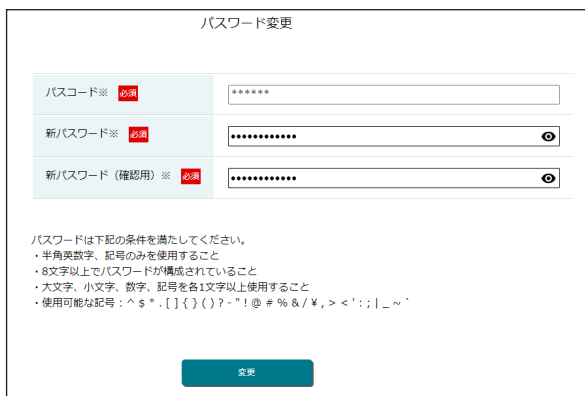 パスワード変更
パスコード※ 必須
******
新パスワード※ 必須
••••••••••••
新パスワード（確認用）※ 必須
••••••••••••
パスワードは下記の条件を満たしてください。
・半角英数字、記号のみを使用すること
・8文字以上でパスワードが構成されていること
・大文字、小文字、数字、記号を各1文字以上使用すること
・使用可能な記号：^ $ * . [ ] { } ( ) ? - " ! @ # % & / ¥ , > < ' : ; | _ ~ `
変更